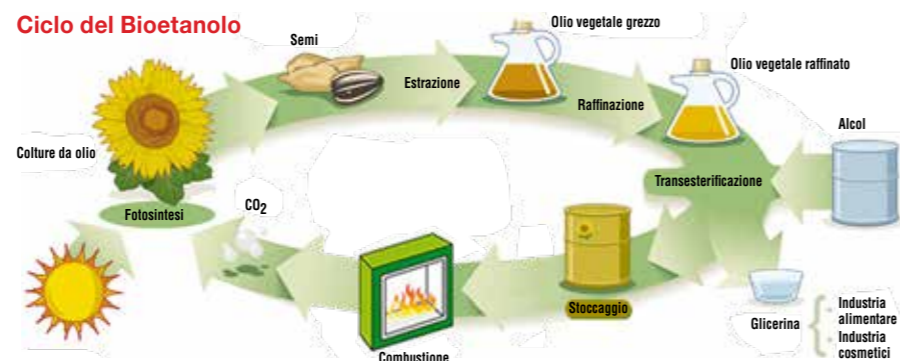 Ciclo del Bioetanolo
Olio vegetale grezzo
Semi
Olio vegetale raffinato
Estrazione
Raffinazione
Alcol
Colture da olio
Transesterificazione
Fotosintesi
CO2
Stoccaggio
Glicerina
Industria
alimentare
Industria
cosmetici
Combustione